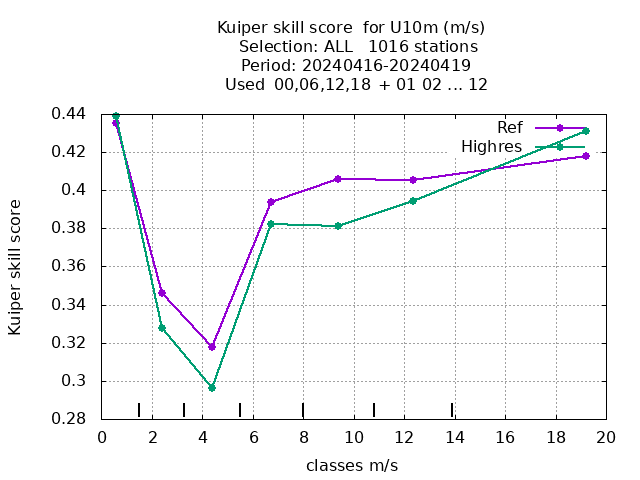 Kuiper skill score  for U10m (m/s)
Selection: ALL   1016 stations
Period: 20240416-20240419
Used  00,06,12,18  + 01 02 ... 12
Ref
Highres
Kuiper skill score
0.44
0.42
0.4
0.38
0.36
0.34
0.32
0.3
0.28
0 2 4 6 8 10 12 14 16 18 20
classes m/s